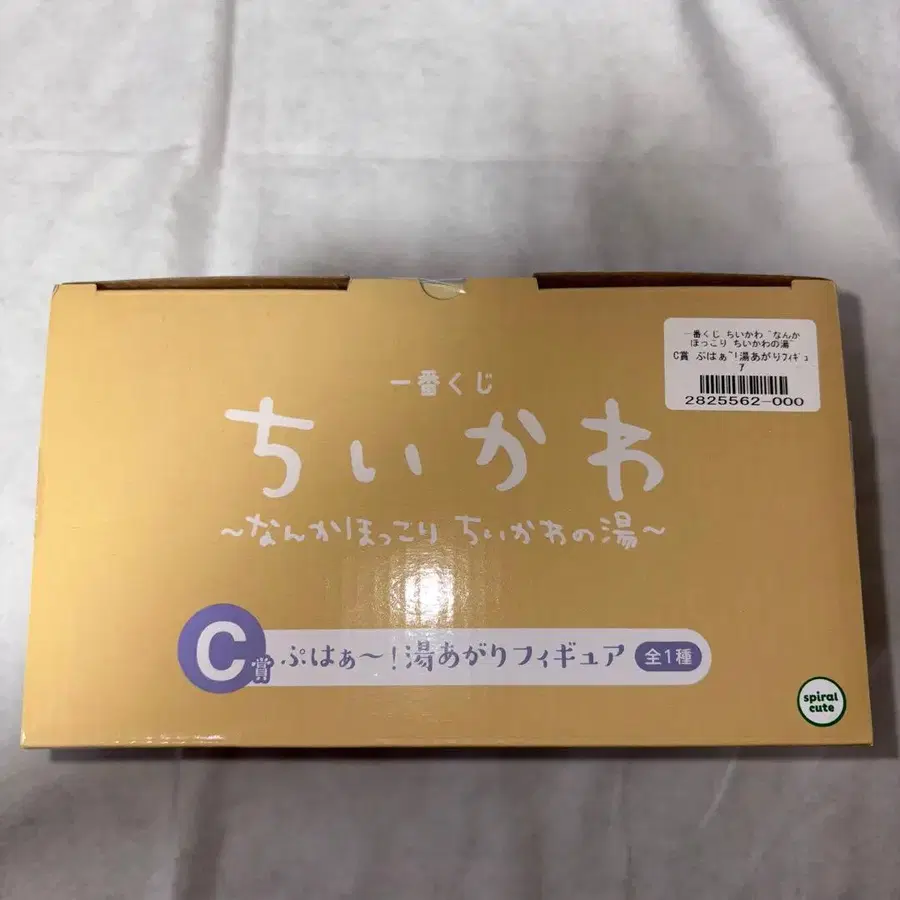 一番くじ ちいかわ ~なんか
ほっこり ちいかわの湯~
C賞 ぷはぁ~!湯あがりﾌｨｷﾞｭ
ｱ
2825562-000
一番くじ
ちいかわ
～なんかほっこり ちいかわの湯～
C賞 ぷはぁ～!湯あがりフィギュア 全1種
spiral
cute